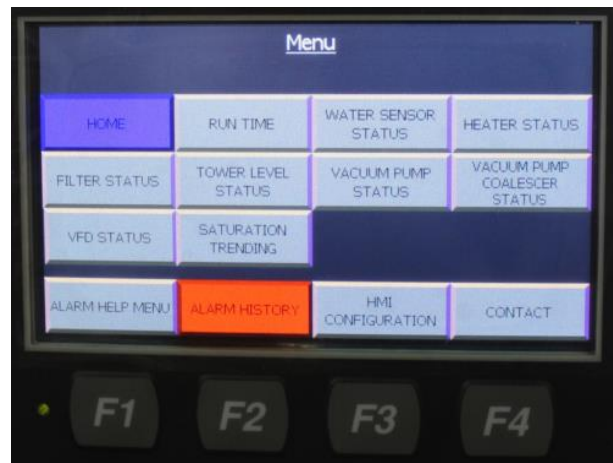 Menu
HOME
RUN TIME
WATER SENSOR
STATUS
HEATER STATUS
FILTER STATUS
TOWER LEVEL
STATUS
VACUUM PUMP
STATUS
VACUUM PUMP
COALESCER
STATUS
VFD STATUS
SATURATION
TRENDING
ALARM HELP MENU
ALARM HISTORY
HMI
CONFIGURATION
CONTACT
F1
F2
F3
F4